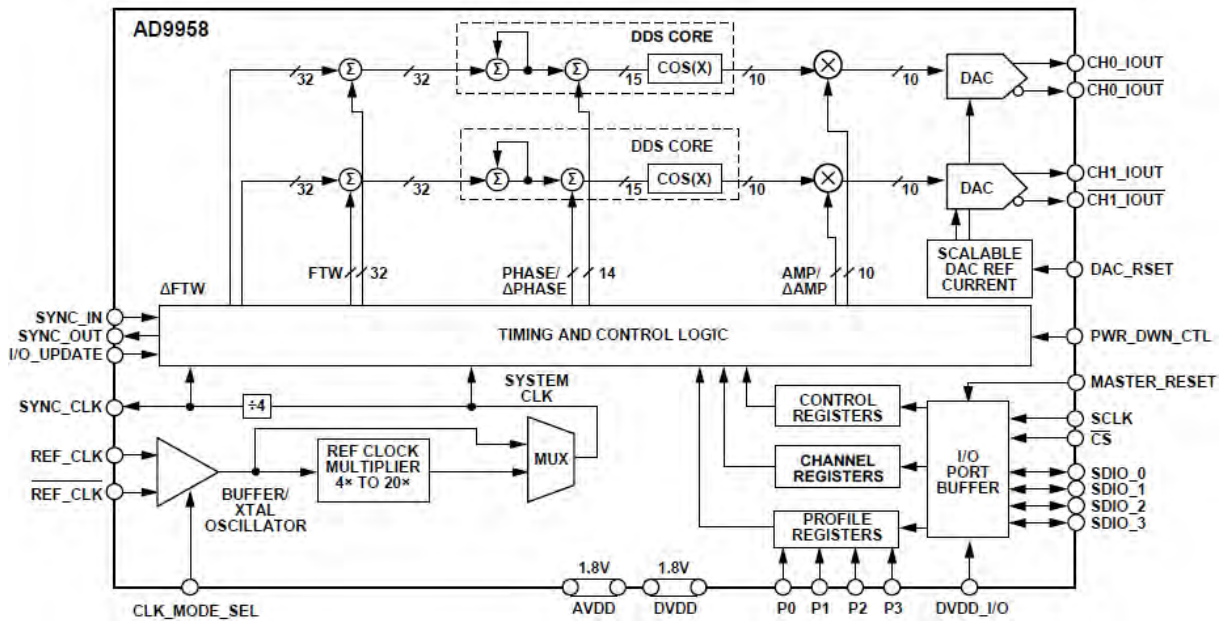 AD9958
DDS CORE
32
Σ
32
Σ
Σ
15
COS(X)
10
10
DAC
CH0_IOUT
CH0_IOUT
DDS CORE
32
Σ
32
Σ
Σ
15
COS(X)
10
10
DAC
CH1_IOUT
CH1_IOUT
SCALABLE
DAC REF
CURRENT
DAC_RSET
ΔFTW
FTW
32
PHASE/
ΔPHASE
14
AMP/
ΔAMP
10
SYNC_IN
SYNC_OUT
I/O_UPDATE
TIMING AND CONTROL LOGIC
PWR_DWN_CTL
SYSTEM
CLK
SYNC_CLK
÷4
REF_CLK
REF_CLK
BUFFER/
XTAL
OSCILLATOR
REF CLOCK
MULTIPLIER
4× TO 20×
MUX
CONTROL
REGISTERS
CHANNEL
REGISTERS
PROFILE
REGISTERS
I/O
PORT
BUFFER
MASTER_RESET
SCLK
CS
SDIO_0
SDIO_1
SDIO_2
SDIO_3
CLK_MODE_SEL
1.8V
AVDD
1.8V
DVDD
P0
P1
P2
P3
DVDD_I/O